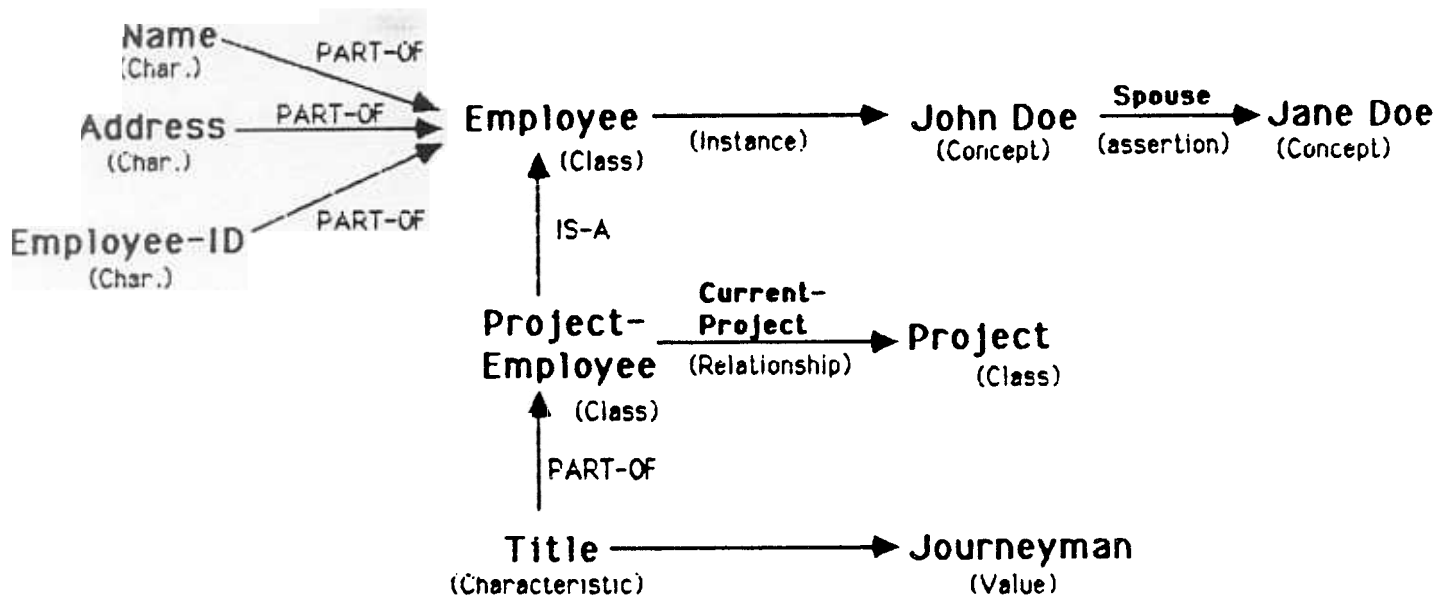 Name
(Char.)
PART-OF
Address
(Char.)
PART-OF
Employee-ID
(Char.)
PART-OF
Employee
(Class)
(Instance)
John Doe
(Concept)
Spouse
(assertion)
Jane Doe
(Concept)
IS-A
Project-
Employee
(Class)
Current-
Project
(Relationship)
Project
(Class)
PART-OF
Title
(Characteristic)
Journeyman
(Value)